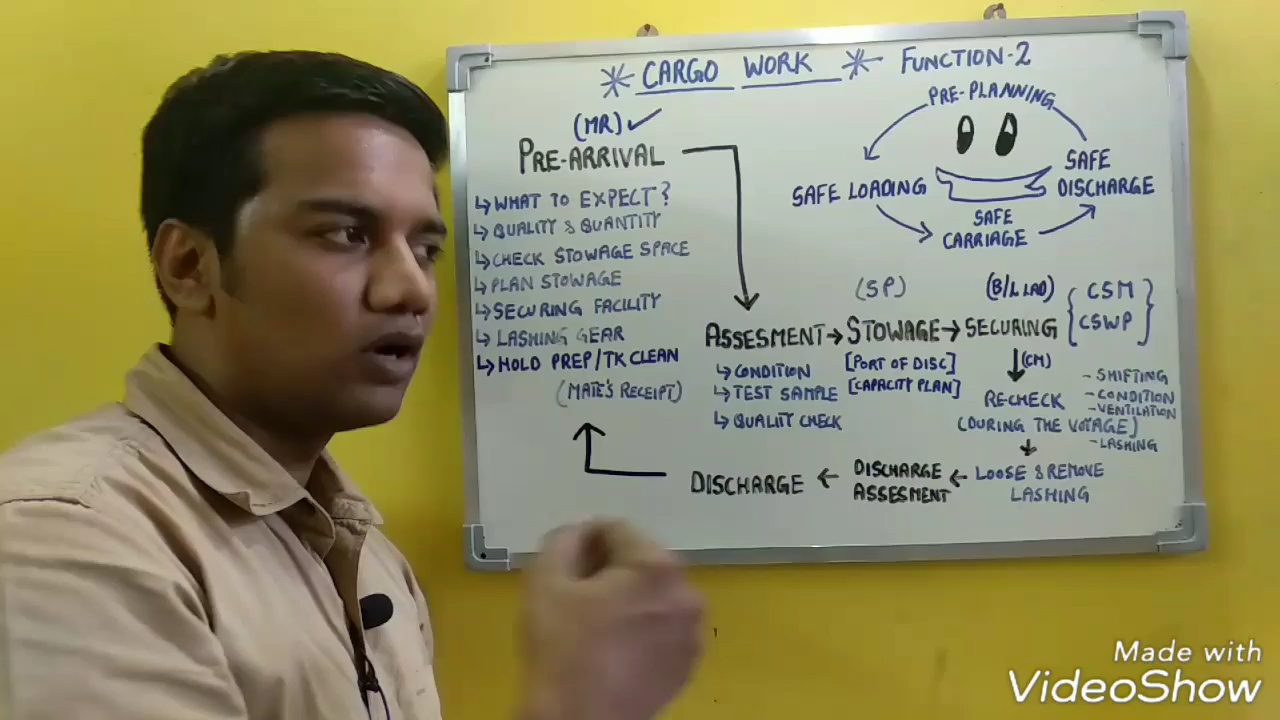 * CARGO WORK * FUNCTION-2
(MR) ✓
PRE-ARRIVAL
↳ WHAT TO EXPECT?
↳ QUALITY & QUANTITY
↳ CHECK STOWAGE SPACE
↳ PLAN STOWAGE
↳ SECURING FACILITY
↳ LASHING GEAR
↳ HOLD PREP/TK CLEAN
(MATE'S RECEIPT)
PRE-PLANNING
SAFE LOADING
SAFE
CARRIAGE
SAFE
DISCHARGE
ASSESMENT → STOWAGE → SECURING
↳ CONDITION
↳ TEST SAMPLE
↳ QUALITY CHECK
(SP)
[PORT OF DISC]
[CAPACITY PLAN]
(B/L LAD)
{ CSM
CSWP }
(CM)
RE-CHECK
(DURING THE VOYAGE)
- SHIFTING
- CONDITION
- VENTILATION
- LASHING
LOOSE & REMOVE
LASHING
DISCHARGE
ASSESMENT
DISCHARGE
Made with
VideoShow